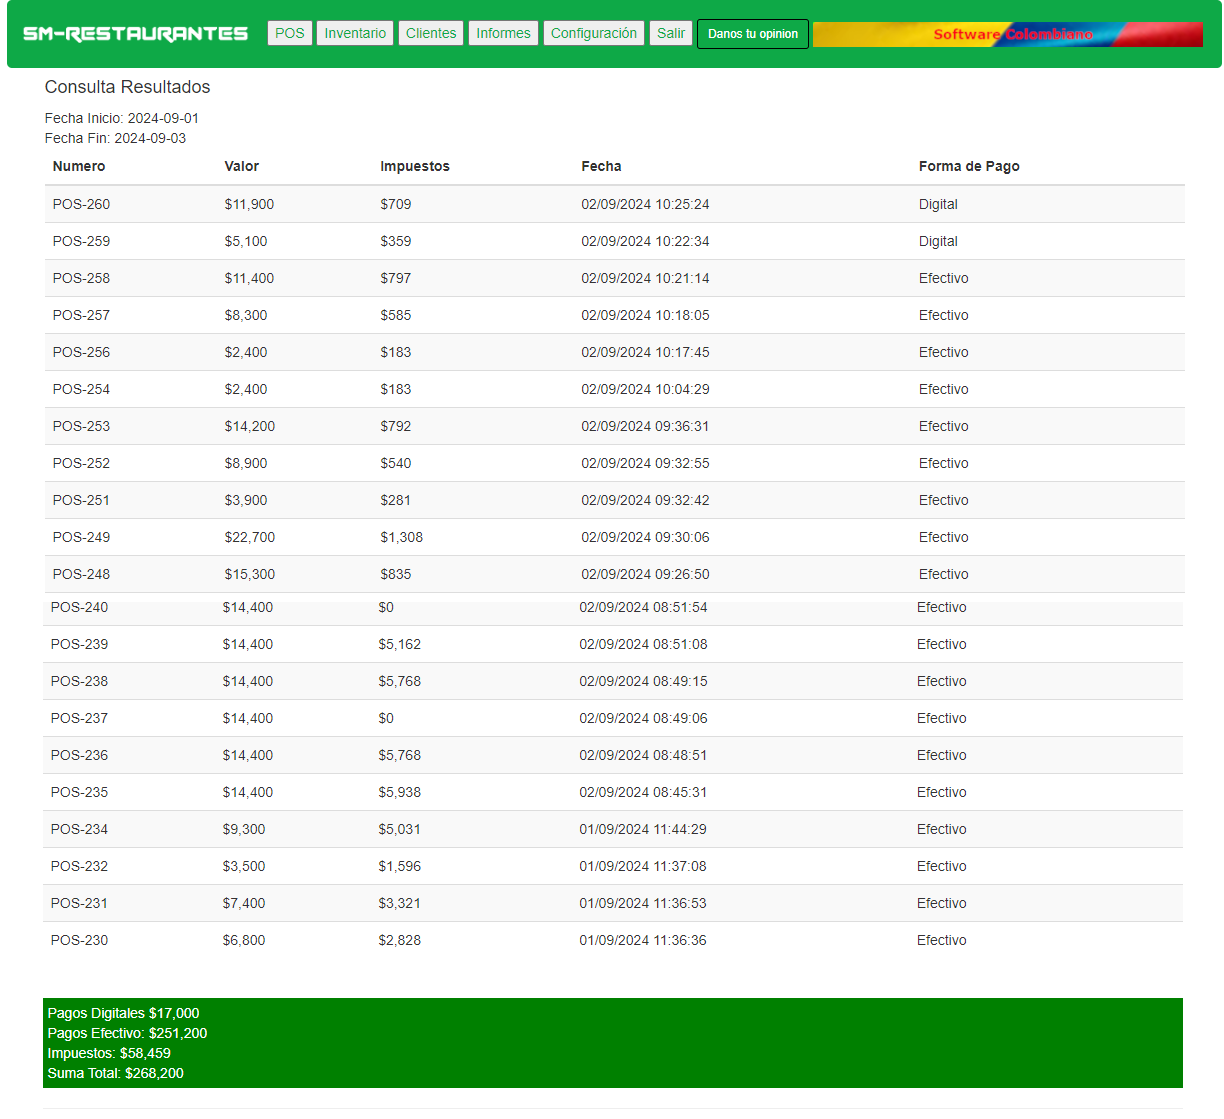 SM-RESTAURANTES POS Inventario Clientes Informes Configuración Salir Danos tu opinion Software Colombiano
Consulta Resultados
Fecha Inicio: 2024-09-01
Fecha Fin: 2024-09-03
Numero Valor Impuestos Fecha Forma de Pago
POS-260 $11,900 $709 02/09/2024 10:25:24 Digital
POS-259 $5,100 $359 02/09/2024 10:22:34 Digital
POS-258 $11,400 $797 02/09/2024 10:21:14 Efectivo
POS-257 $8,300 $585 02/09/2024 10:18:05 Efectivo
POS-256 $2,400 $183 02/09/2024 10:17:45 Efectivo
POS-254 $2,400 $183 02/09/2024 10:04:29 Efectivo
POS-253 $14,200 $792 02/09/2024 09:36:31 Efectivo
POS-252 $8,900 $540 02/09/2024 09:32:55 Efectivo
POS-251 $3,900 $281 02/09/2024 09:32:42 Efectivo
POS-249 $22,700 $1,308 02/09/2024 09:30:06 Efectivo
POS-248 $15,300 $835 02/09/2024 09:26:50 Efectivo
POS-240 $14,400 $0 02/09/2024 08:51:54 Efectivo
POS-239 $14,400 $5,162 02/09/2024 08:51:08 Efectivo
POS-238 $14,400 $5,768 02/09/2024 08:49:15 Efectivo
POS-237 $14,400 $0 02/09/2024 08:49:06 Efectivo
POS-236 $14,400 $5,768 02/09/2024 08:48:51 Efectivo
POS-235 $14,400 $5,938 02/09/2024 08:45:31 Efectivo
POS-234 $9,300 $5,031 01/09/2024 11:44:29 Efectivo
POS-232 $3,500 $1,596 01/09/2024 11:37:08 Efectivo
POS-231 $7,400 $3,321 01/09/2024 11:36:53 Efectivo
POS-230 $6,800 $2,828 01/09/2024 11:36:36 Efectivo
Pagos Digitales $17,000
Pagos Efectivo: $251,200
Impuestos: $58,459
Suma Total: $268,200